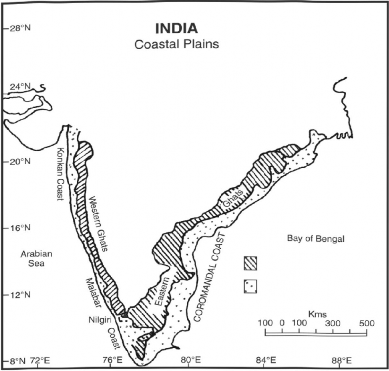 INDIA
Coastal Plains
28°N
24°N
20°N
16°N
12°N
8°N
72°E
76°E
80°E
84°E
88°E
Konkan Coast
Western Ghats
Arabian
Sea
Malabar
Coast
Nilgiri
Eastern
Ghats
COROMANDAL COAST
Bay of Bengal
Kms
100 0 100 300 500